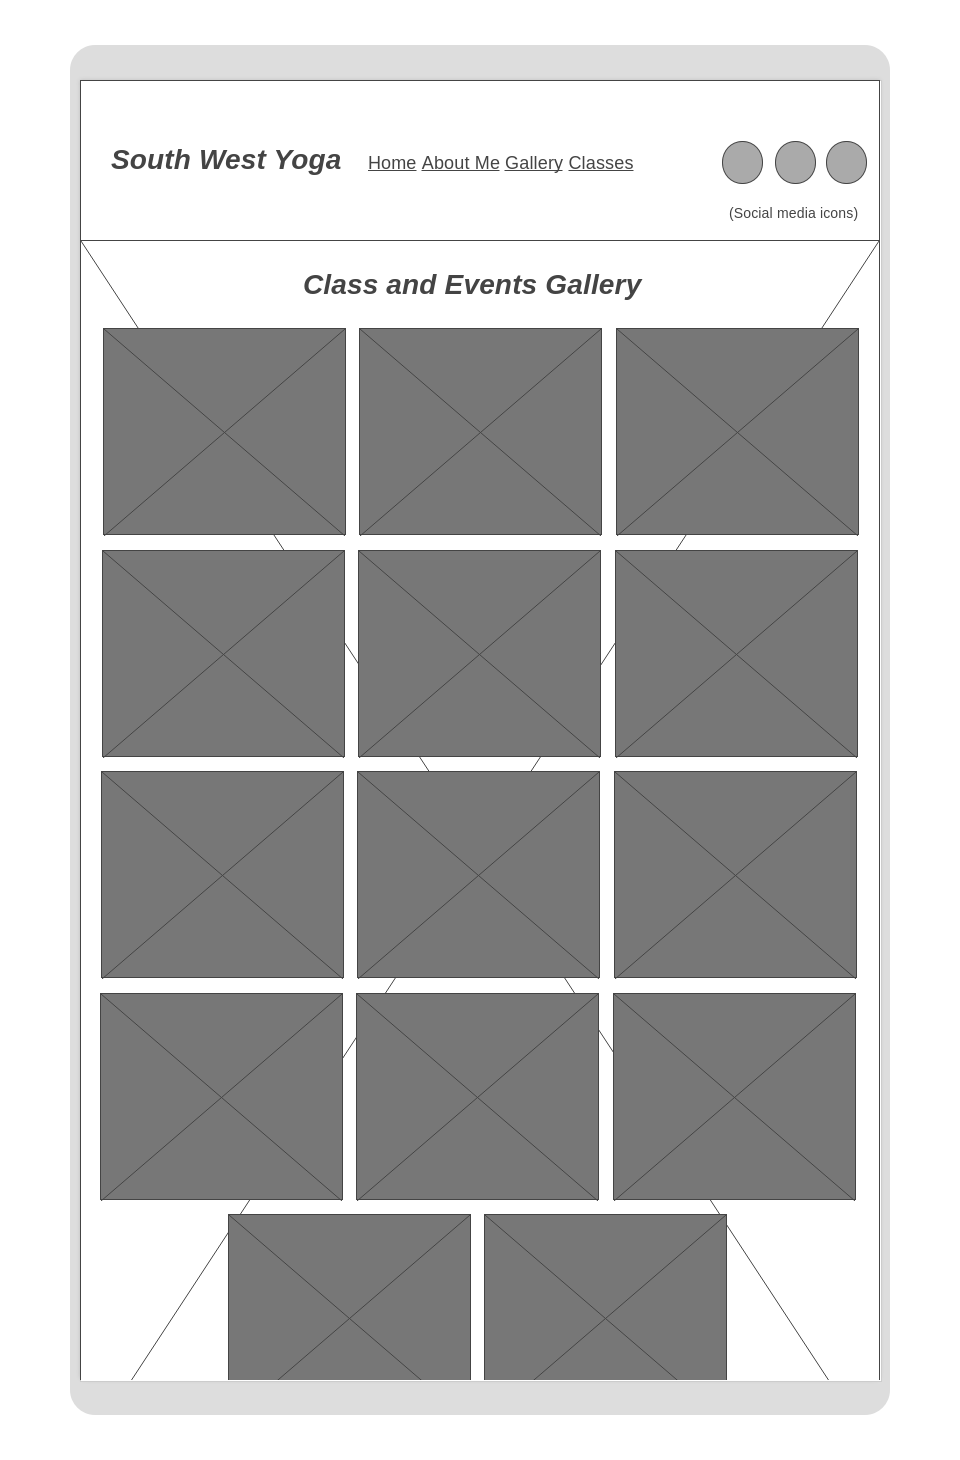 South West Yoga Home About Me Gallery Classes
(Social media icons)
Class and Events Gallery